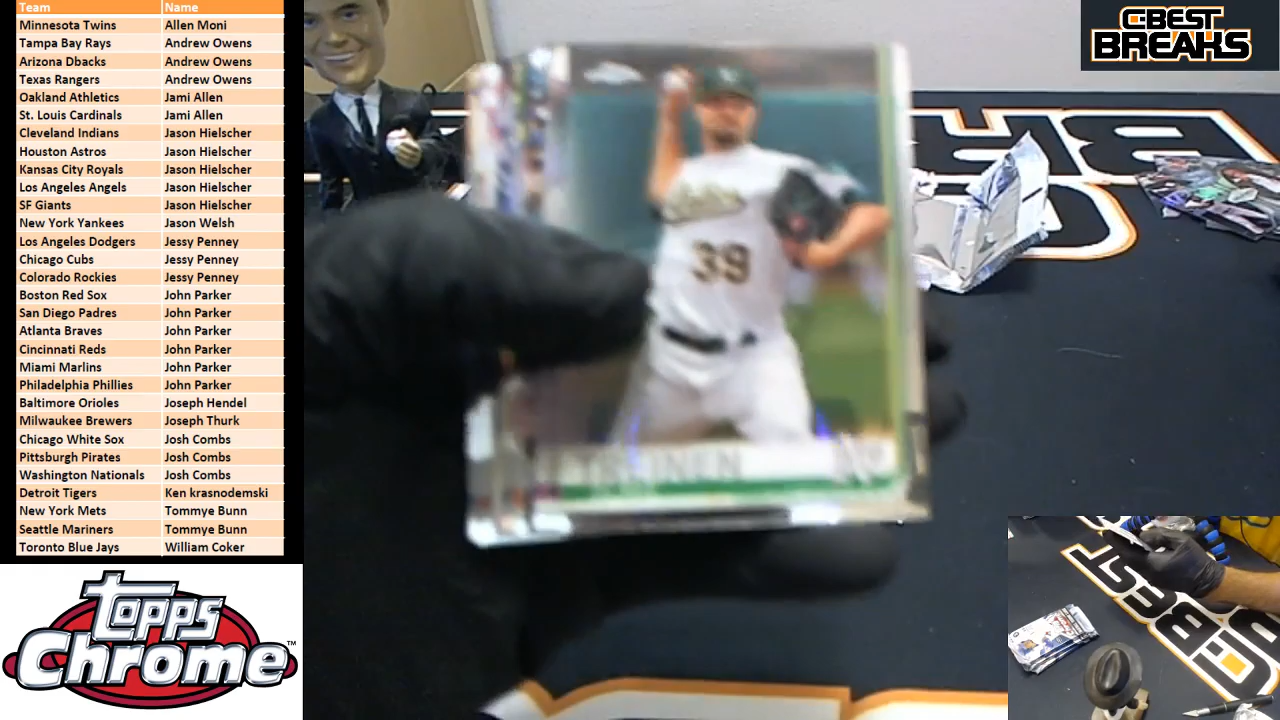 Team Name
Minnesota Twins Allen Moni
Tampa Bay Rays Andrew Owens
Arizona Dbacks Andrew Owens
Texas Rangers Andrew Owens
Oakland Athletics Jami Allen
St. Louis Cardinals Jami Allen
Cleveland Indians Jason Hielscher
Houston Astros Jason Hielscher
Kansas City Royals Jason Hielscher
Los Angeles Angels Jason Hielscher
SF Giants Jason Hielscher
New York Yankees Jason Welsh
Los Angeles Dodgers Jessy Penney
Chicago Cubs Jessy Penney
Colorado Rockies Jessy Penney
Boston Red Sox John Parker
San Diego Padres John Parker
Atlanta Braves John Parker
Cincinnati Reds John Parker
Miami Marlins John Parker
Philadelphia Phillies John Parker
Baltimore Orioles Joseph Hendel
Milwaukee Brewers Joseph Thurk
Chicago White Sox Josh Combs
Pittsburgh Pirates Josh Combs
Washington Nationals Josh Combs
Detroit Tigers Ken krasnodemski
New York Mets Tommye Bunn
Seattle Mariners Tommye Bunn
Toronto Blue Jays William Coker
Topps
Chrome™
C-BEST
BREAKS
39
C-BEST